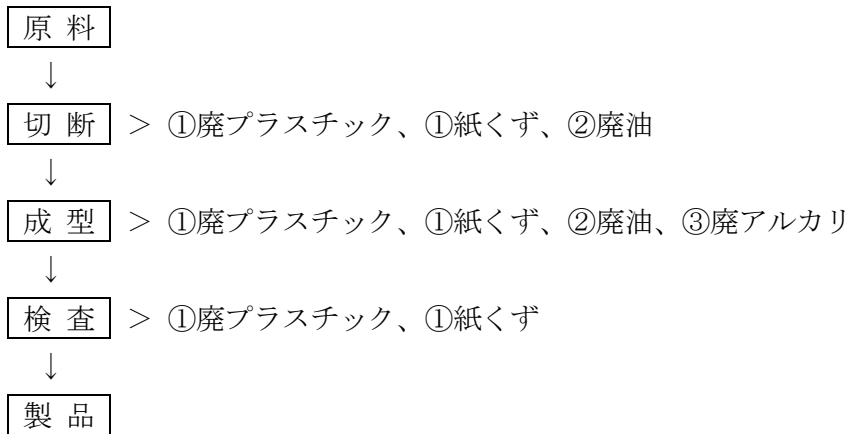 原 料
↓
切 断 > ①廃プラスチック、①紙くず、②廃油
↓
成 型 > ①廃プラスチック、①紙くず、②廃油、③廃アルカリ
↓
検 査 > ①廃プラスチック、①紙くず
↓
製 品